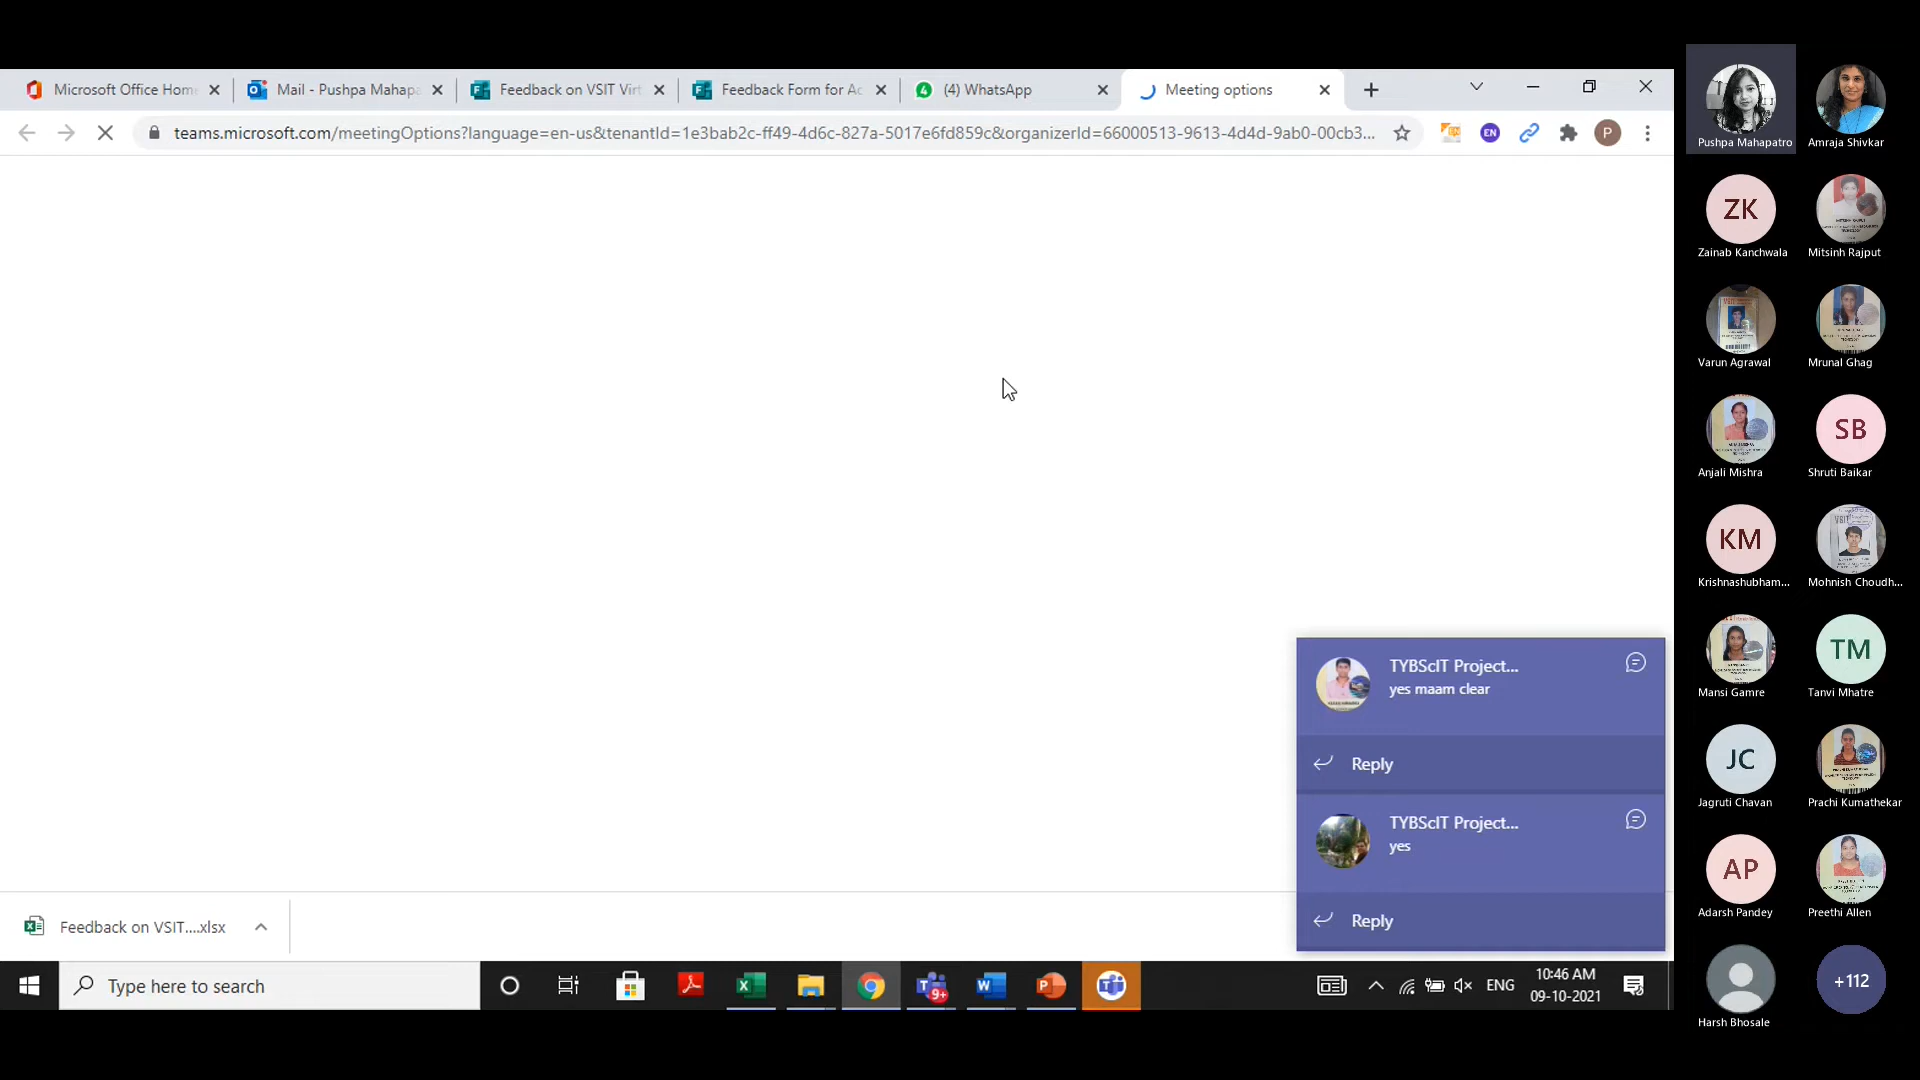 Microsoft Office Hom
Mail - Pushpa Mahapa
Feedback on VSIT Virt
Feedback Form for Ac
(4) WhatsApp
Meeting options
teams.microsoft.com/meetingOptions?language=en-us&tenantId=1e3bab2c-ff49-4d6c-827a-5017e6fd859c&organizerId=66000513-9613-4d4d-9ab0-00cb3...
EN
P
Pushpa Mahapatro
Amraja Shivkar
ZK
Zainab Kanchwala
Mitsinh Rajput
Varun Agrawal
Mrunal Ghag
Anjali Mishra
SB
Shruti Baikar
KM
Krishnashubham...
Mohnish Choudh...
Mansi Gamre
TM
Tanvi Mhatre
JC
Jagruti Chavan
Prachi Kumathekar
AP
Adarsh Pandey
Preethi Allen
Harsh Bhosale
+112
TYBScIT Project...
yes maam clear
Reply
TYBScIT Project...
yes
Reply
Feedback on VSIT....xlsx
Type here to search
9+
ENG
10:46 AM
09-10-2021